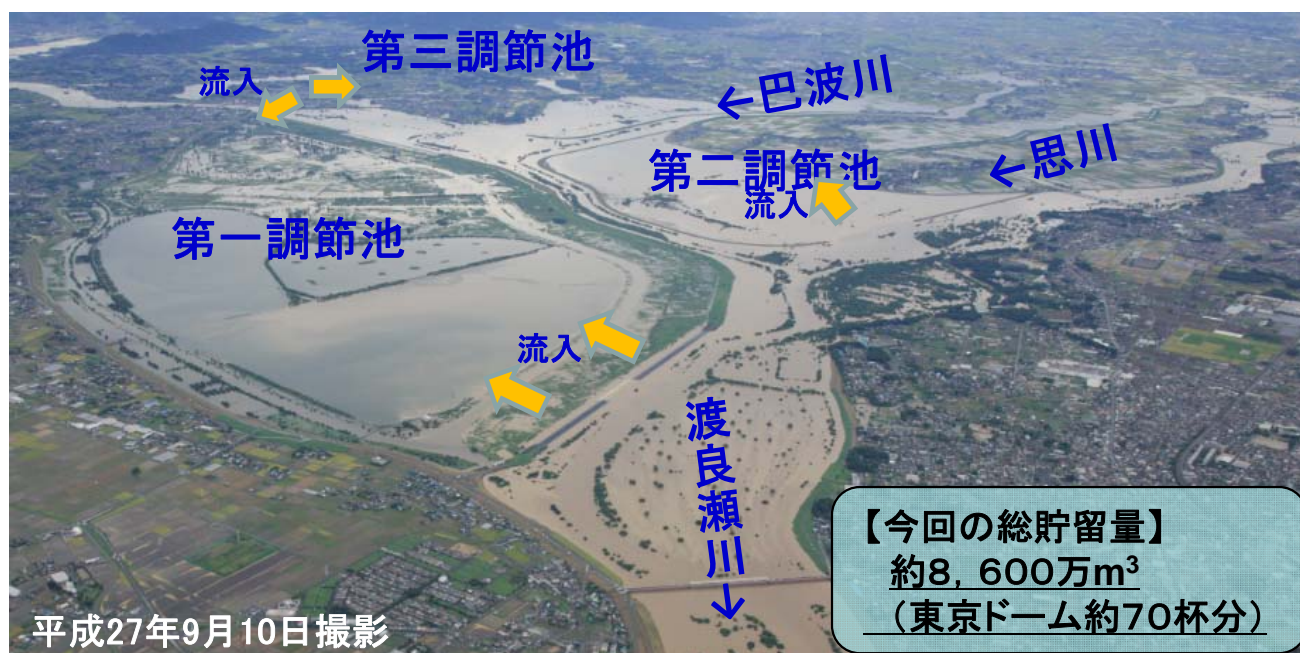 第三調節池
流入
←巴波川
←思川
第二調節池
流入
第一調節池
流入
渡良瀬川→
【今回の総貯留量】
約8，600万m³
（東京ドーム約70杯分）
平成27年9月10日撮影